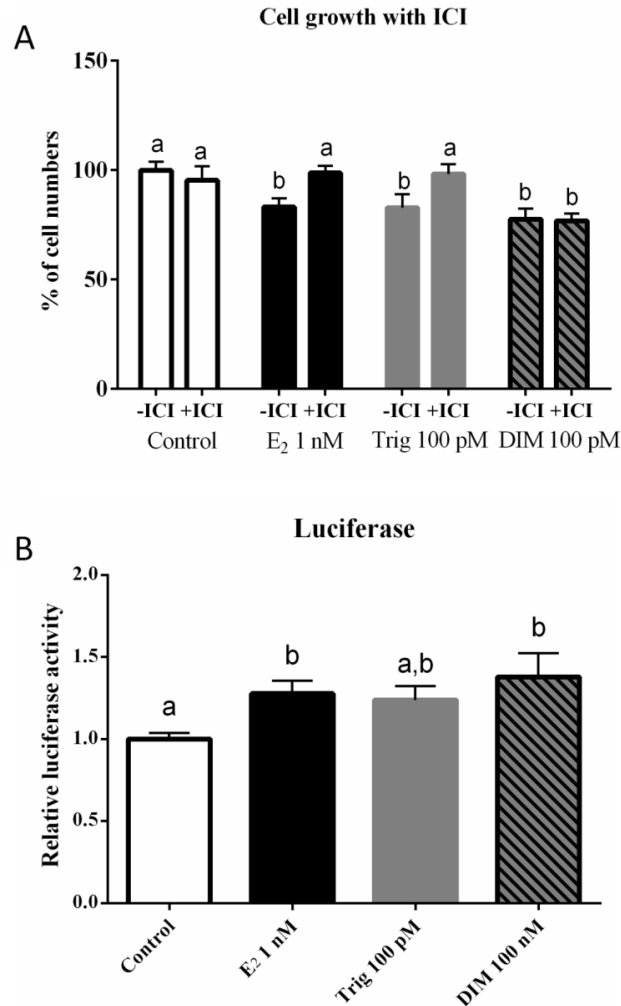 Cell growth with ICI
A
% of cell numbers
150
100
50
0
a a b a b a b b
-ICI +ICI -ICI +ICI -ICI +ICI -ICI +ICI
Control E₂ 1 nM Trig 100 pM DIM 100 pM
Luciferase
B
Relative luciferase activity
2.0
1.5
1.0
0.5
0.0
a b a,b b
Control E₂ 1 nM Trig 100 pM DIM 100 nM